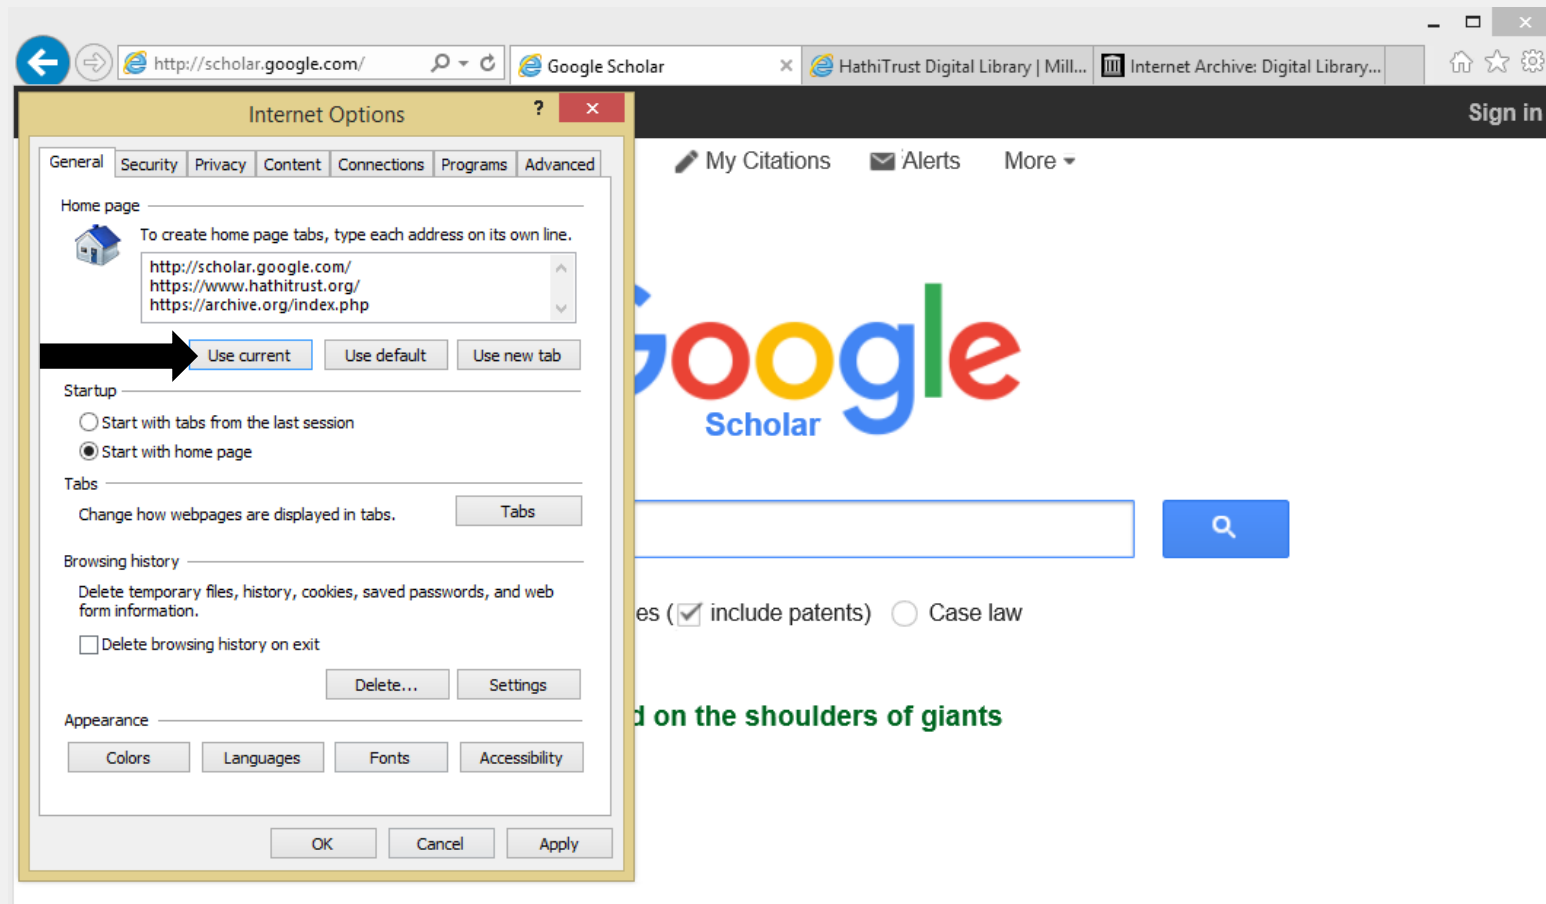 http://scholar.google.com/
Google Scholar
HathiTrust Digital Library | Mill...
Internet Archive: Digital Library...
Sign in
Internet Options
?
General Security Privacy Content Connections Programs Advanced
My Citations Alerts More
Home page
To create home page tabs, type each address on its own line.
http://scholar.google.com/
https://www.hathitrust.org/
https://archive.org/index.php
Use current Use default Use new tab
Google
Scholar
Startup
Start with tabs from the last session
Start with home page
Tabs
Change how webpages are displayed in tabs. Tabs
Browsing history
Delete temporary files, history, cookies, saved passwords, and web
form information.
Delete browsing history on exit
es ( include patents) Case law
Delete... Settings
Appearance
d on the shoulders of giants
Colors Languages Fonts Accessibility
OK Cancel Apply